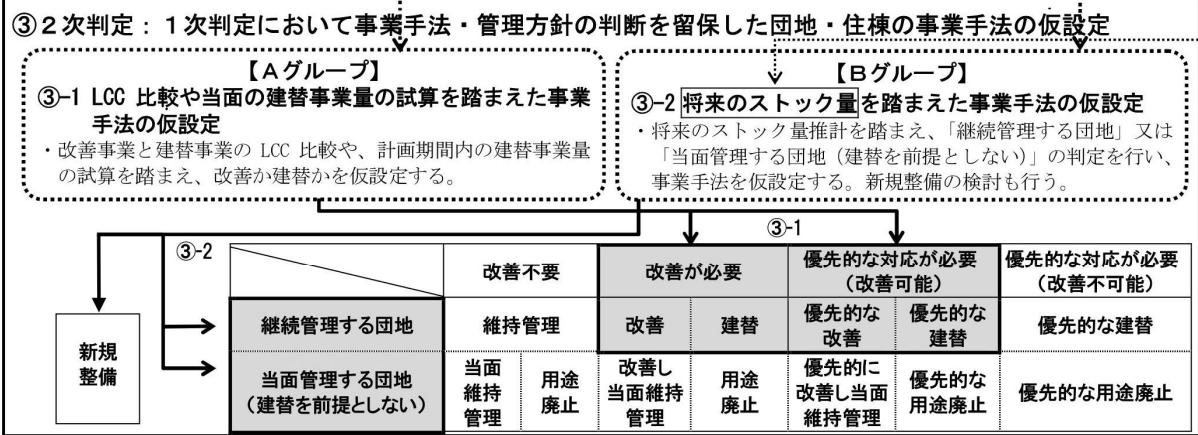 ③２次判定：１次判定において事業手法・管理方針の判断を留保した団地・住棟の事業手法の仮設定
【Ａグループ】
③-1 LCC 比較や当面の建替事業量の試算を踏まえた事業
手法の仮設定
・改善事業と建替事業の LCC 比較や、計画期間内の建替事業量
の試算を踏まえ、改善か建替かを仮設定する。
【Ｂグループ】
③-2 将来のストック量を踏まえた事業手法の仮設定
・将来のストック量推計を踏まえ、「継続管理する団地」又は
「当面管理する団地（建替を前提としない）」の判定を行い、
事業手法を仮設定する。新規整備の検討も行う。
③-1
③-2
新規
整備
改善不要
改善が必要
優先的な対応が必要
（改善可能）
優先的な対応が必要
（改善不可能）
継続管理する団地
維持管理
改善
建替
優先的な
改善
優先的な
建替
優先的な建替
当面管理する団地
（建替を前提としない）
当面
維持
管理
用途
廃止
改善し
当面維持
管理
用途
廃止
優先的に
改善し当面
維持管理
優先的な
用途廃止
優先的な用途廃止